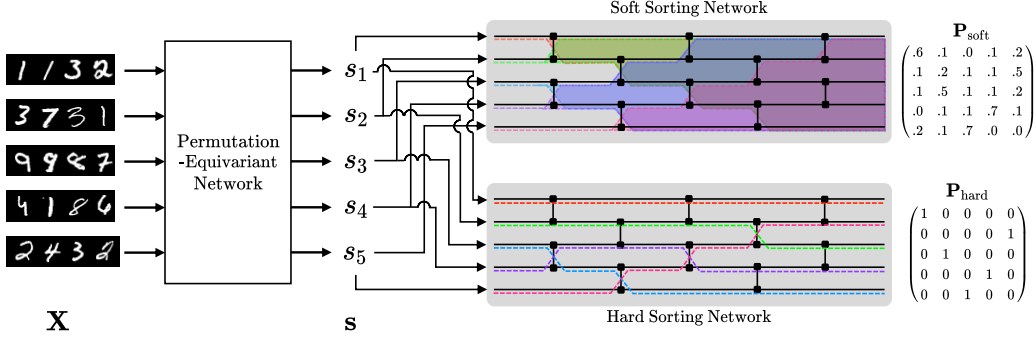 Soft Sorting Network
1 1 3 2
3 7 3 1
9 9 8 7
4 1 8 6
2 4 3 2
X
Permutation
-Equivariant
Network
s1
s2
s3
s4
s5
s
Psoft
.6 .1 .0 .1 .2
.1 .2 .1 .1 .5
.1 .5 .1 .1 .2
.0 .1 .1 .7 .1
.2 .1 .7 .0 .0
Phard
1 0 0 0 0
0 0 0 0 1
0 1 0 0 0
0 0 0 1 0
0 0 1 0 0
Hard Sorting Network